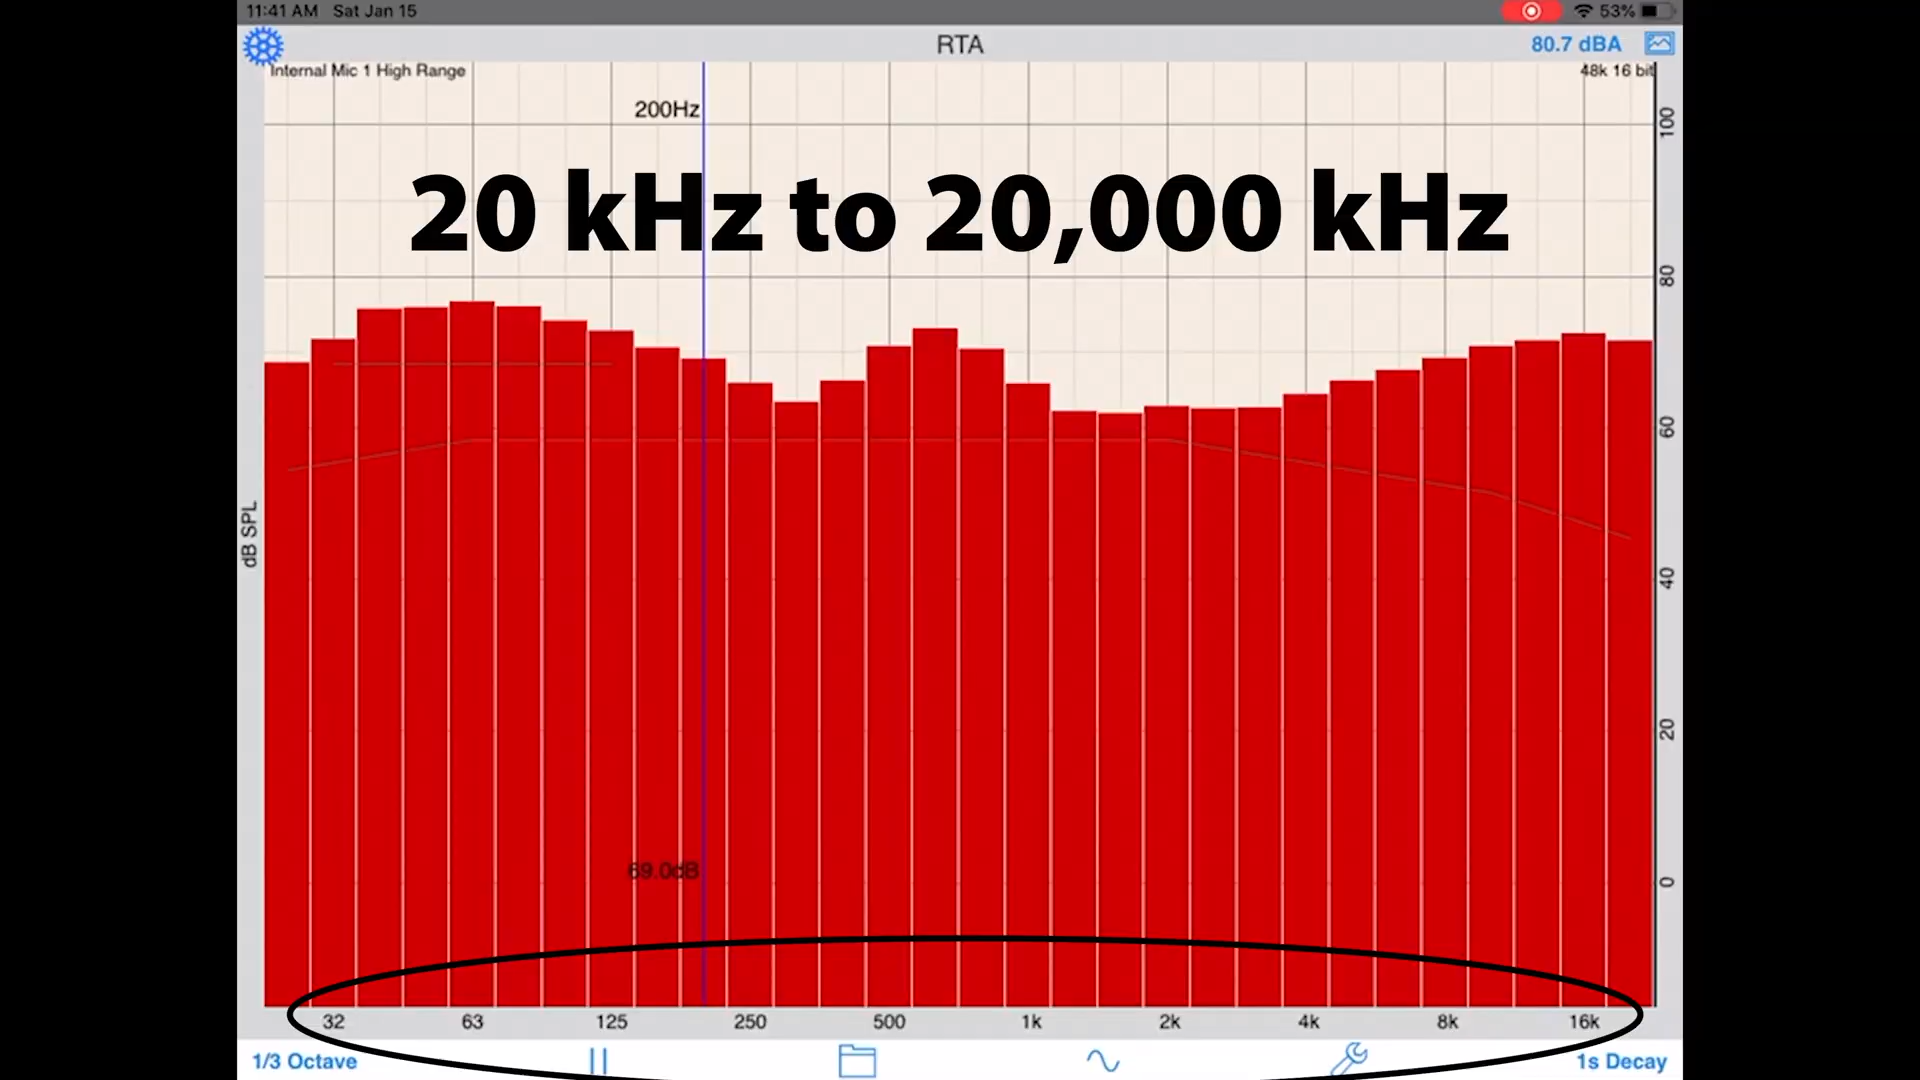 11:41 AM Sat Jan 15 53%
RTA 80.7 dBA
Internal Mic 1 High Range 48k 16 bit
200Hz
100
20 kHz to 20,000 kHz
80
60
dB SPL
40
20
69.0dB
0
32 63 125 250 500 1k 2k 4k 8k 16k
1/3 Octave 1s Decay